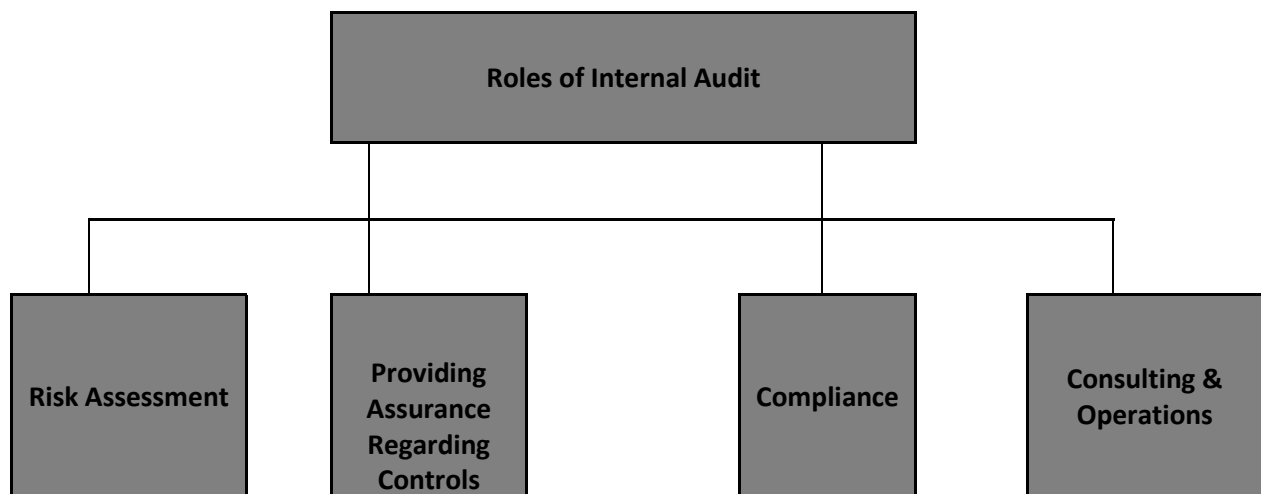 Roles of Internal Audit
Risk Assessment
Providing
Assurance
Regarding
Controls
Compliance
Consulting &
Operations